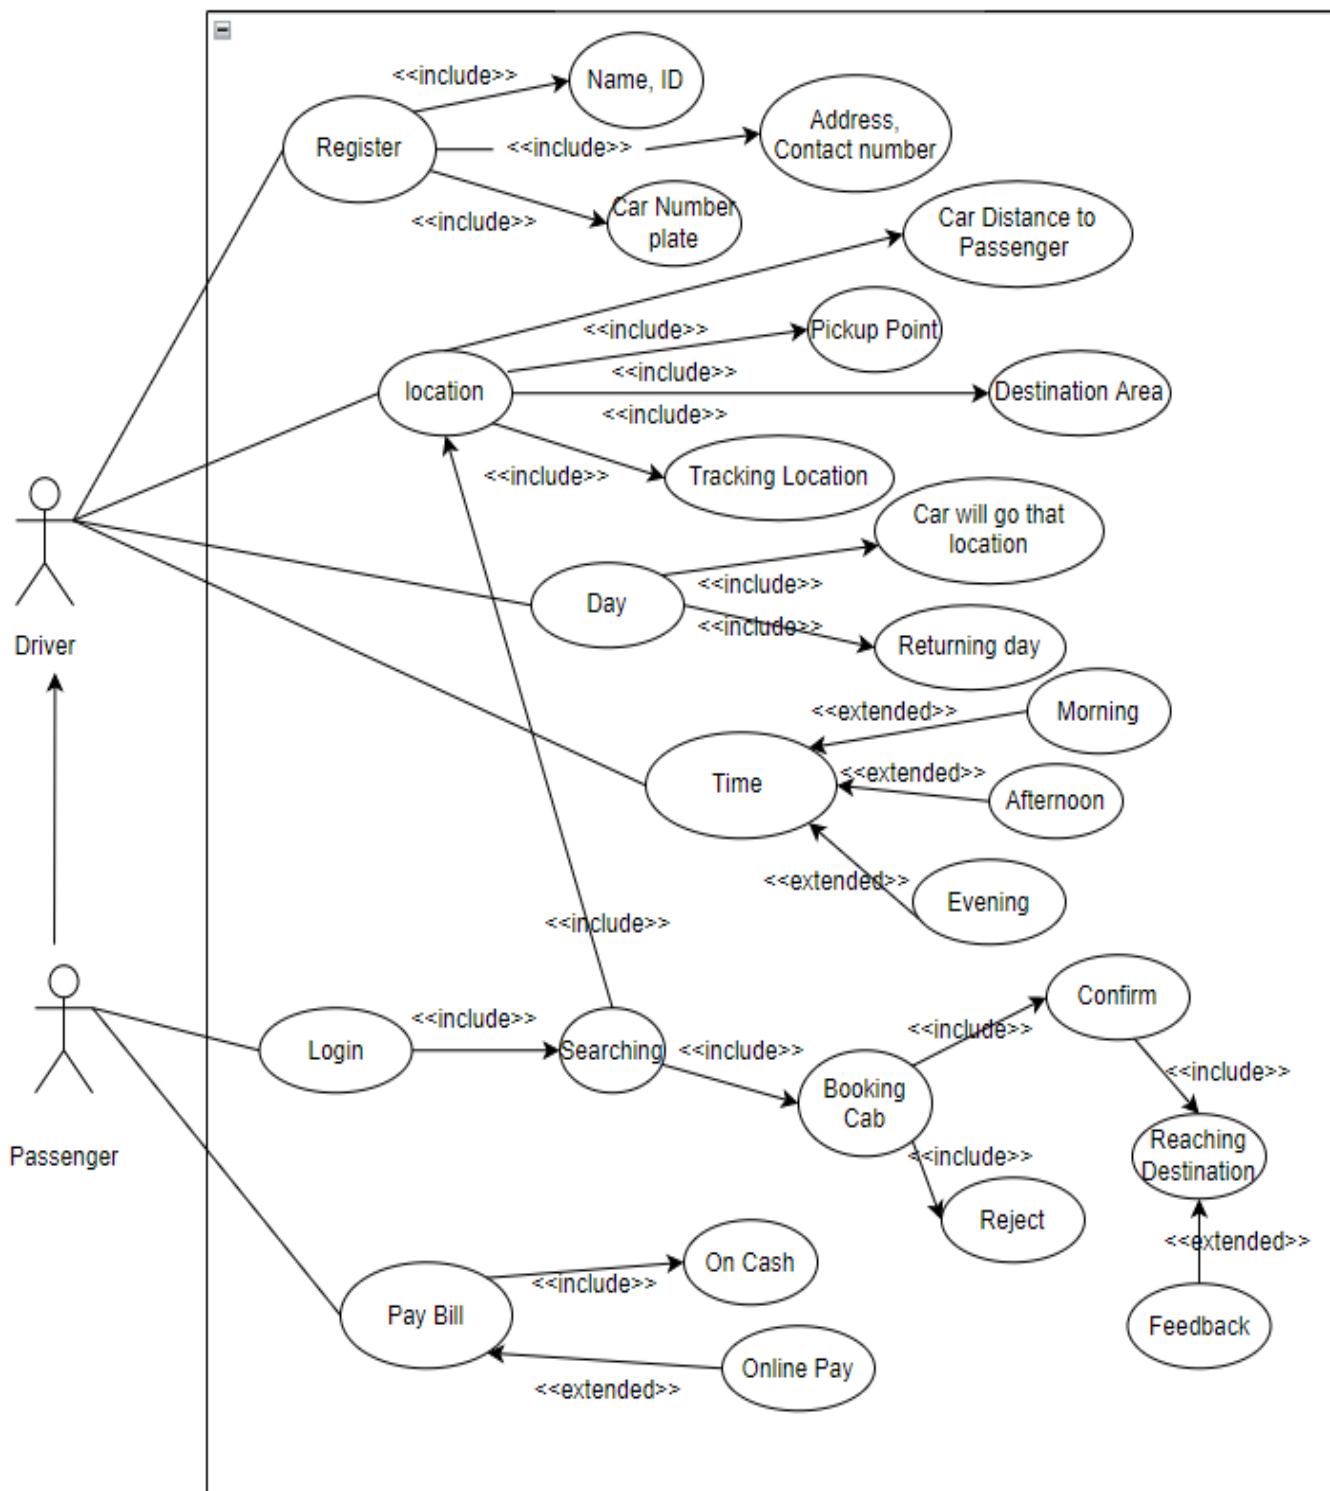 <<include>>
Name, ID
Register
<<include>>
Address,
Contact number
<<include>>
Car Number
plate
Car Distance to
Passenger
<<include>>
Pickup Point
location
<<include>>
Destination Area
<<include>>
<<include>>
Tracking Location
Car will go that
location
Day
<<include>>
<<include>>
Returning day
Driver
<<extended>>
Morning
Time
<<extended>>
Afternoon
<<extended>>
Evening
<<include>>
Confirm
Login
<<include>>
Searching
<<include>>
<<include>>
Booking
Cab
<<include>>
<<include>>
Reaching
Destination
Passenger
Reject
<<extended>>
On Cash
<<include>>
Pay Bill
Feedback
Online Pay
<<extended>>